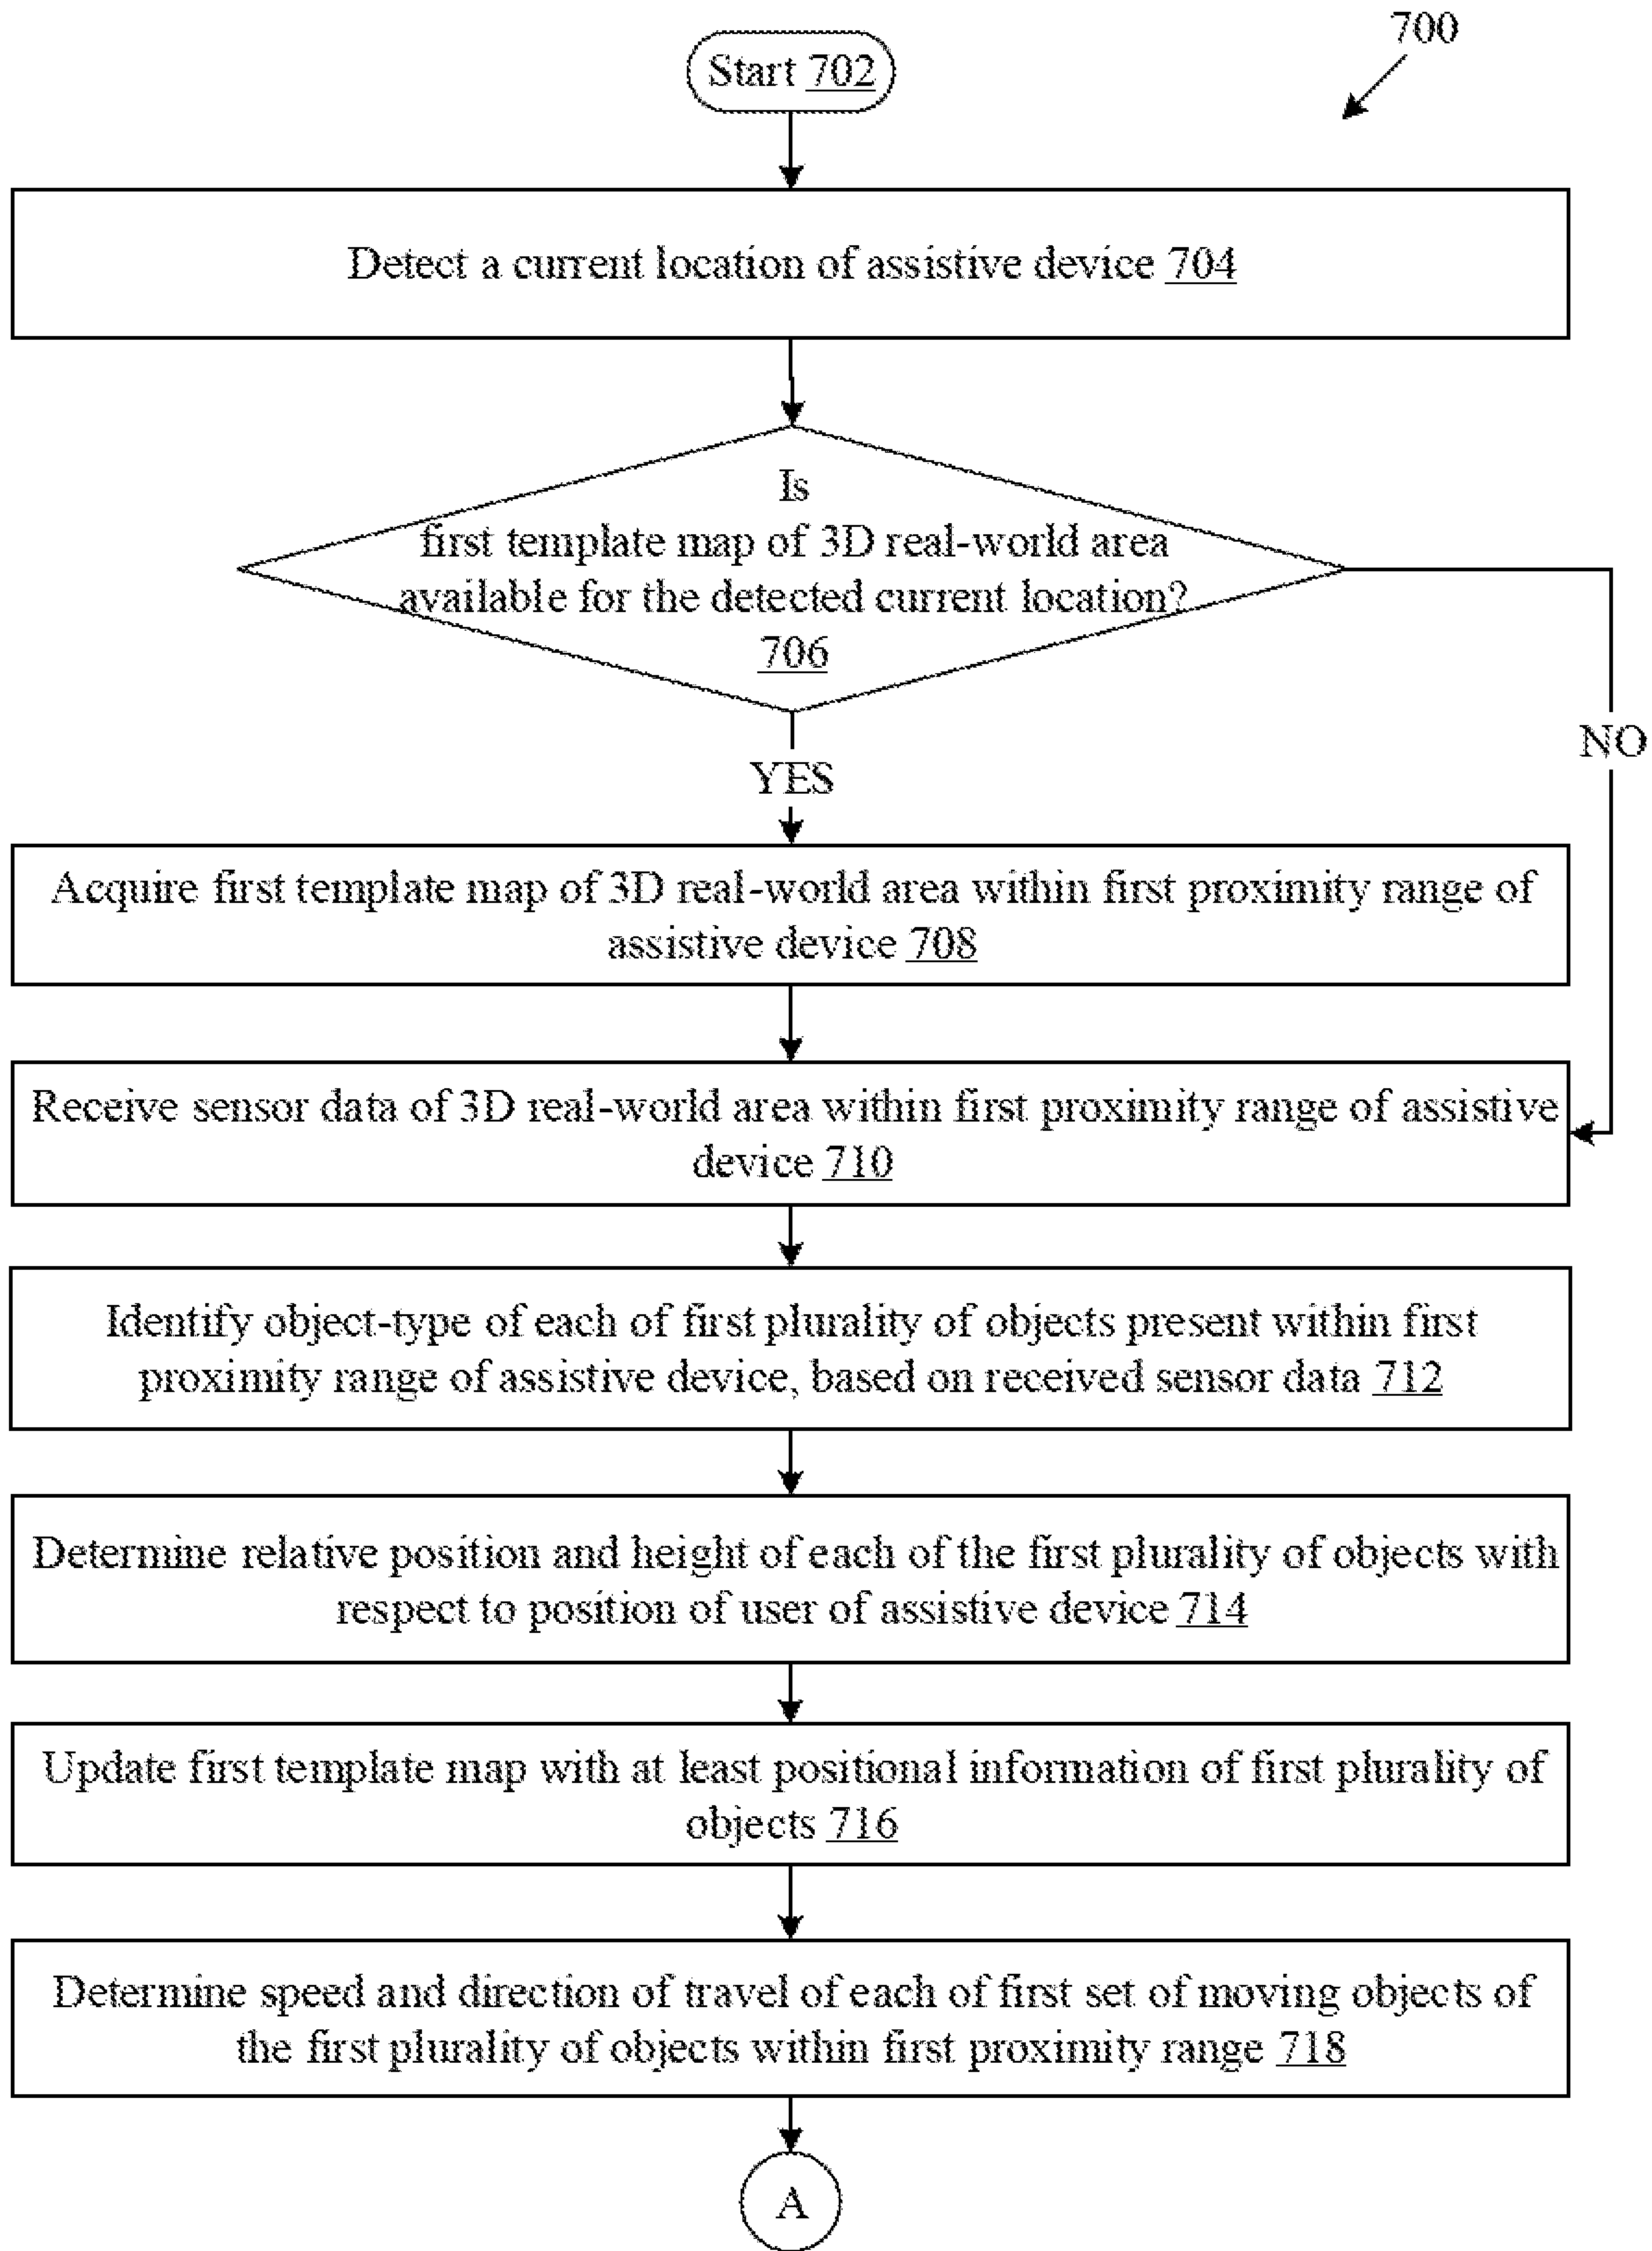 700
Start 702
Detect a current location of assistive device 704
Is
first template map of 3D real-world area
available for the detected current location?
706
NO
YES
Acquire first template map of 3D real-world area within first proximity range of
assistive device 708
Receive sensor data of 3D real-world area within first proximity range of assistive
device 710
Identify object-type of each of first plurality of objects present within first
proximity range of assistive device, based on received sensor data 712
Determine relative position and height of each of the first plurality of objects with
respect to position of user of assistive device 714
Update first template map with at least positional information of first plurality of
objects 716
Determine speed and direction of travel of each of first set of moving objects of
the first plurality of objects within first proximity range 718
A